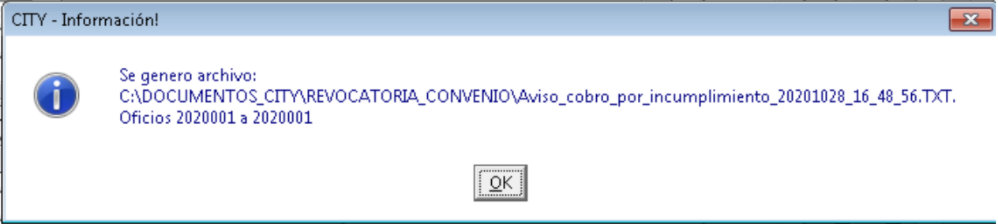 CITY - Información!
Se genero archivo:
C:\DOCUMENTOS_CITY\REVOCATORIA_CONVENIO\Aviso_cobro_por_incumplimiento_20201028_16_48_56.TXT.
Oficios 2020001 a 2020001
OK